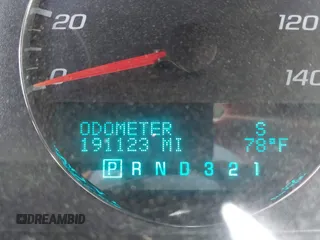 20
120
0
140
ODOMETER S
191123 MI 78°F
P R N D 3 2 1
DREAMBID